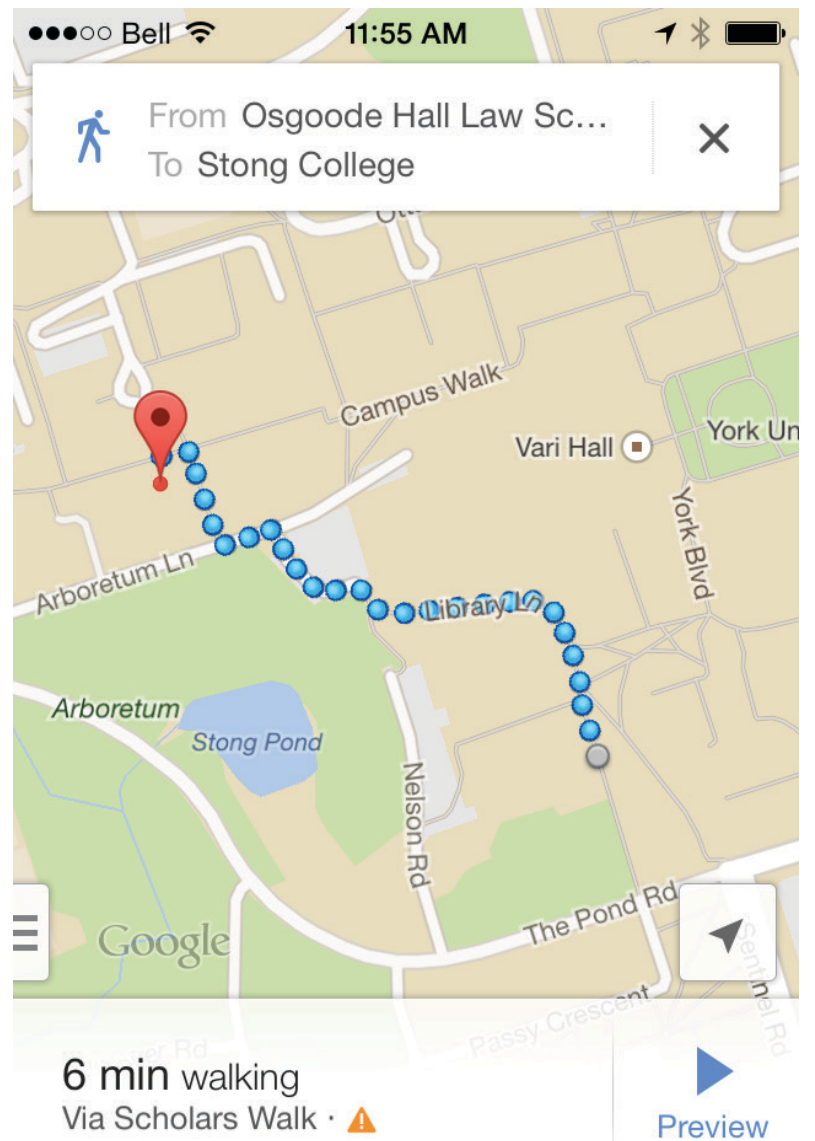 Bell 11:55 AM
From Osgoode Hall Law Sc...
To Stong College
Campus Walk
Vari Hall
York Un
York Blvd
Arboretum Ln
Library Ln
Arboretum
Stong Pond
Nelson Rd
The Pond Rd
Google
Sentinel Rd
Passy Crescent
Rd
6 min walking
Via Scholars Walk ·
Preview